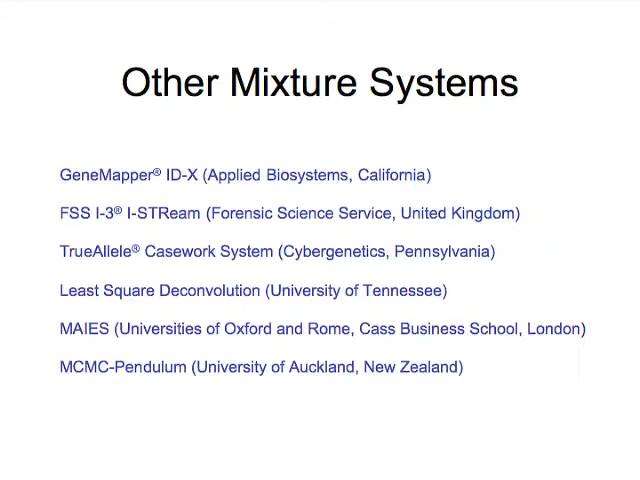 Other Mixture Systems
GeneMapper® ID-X (Applied Biosystems, California)
FSS I-3® I-STReam (Forensic Science Service, United Kingdom)
TrueAllele® Casework System (Cybergenetics, Pennsylvania)
Least Square Deconvolution (University of Tennessee)
MAIES (Universities of Oxford and Rome, Cass Business School, London)
MCMC-Pendulum (University of Auckland, New Zealand)